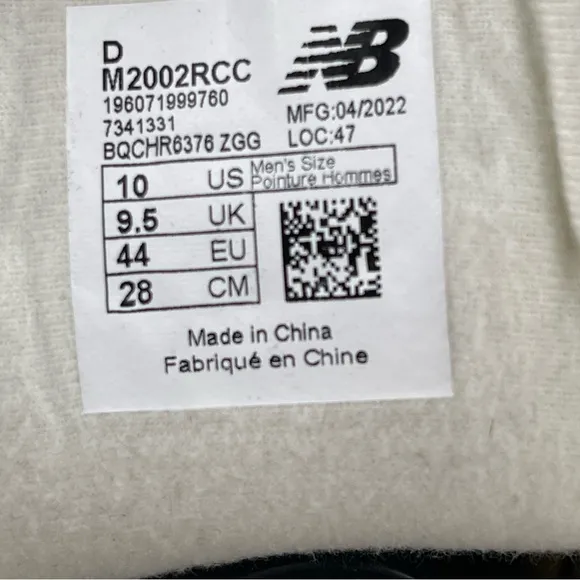 D
M2002RCC
196071999760
7341331
BQCHR6376 ZGG
NB
MFG:04/2022
LOC:47
10 US Men's Size
Pointure Hommes
9.5 UK
44 EU
28 CM
Made in China
Fabriqué en Chine